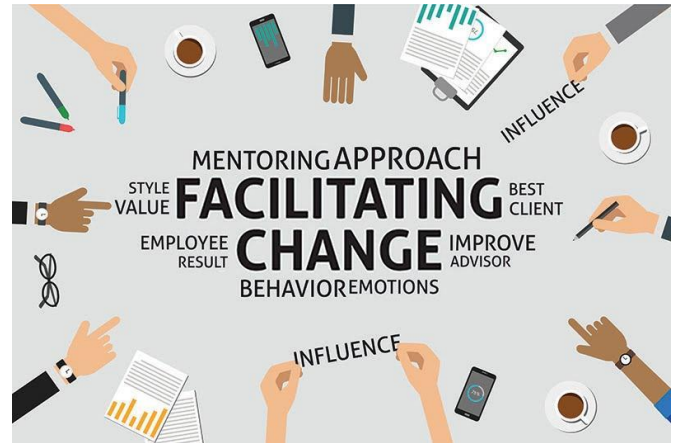 INFLUENCE
MENTORING APPROACH
STYLE
VALUE
FACILITATING
BEST
CLIENT
EMPLOYEE
RESULT
CHANGE
IMPROVE
ADVISOR
BEHAVIOR EMOTIONS
INFLUENCE